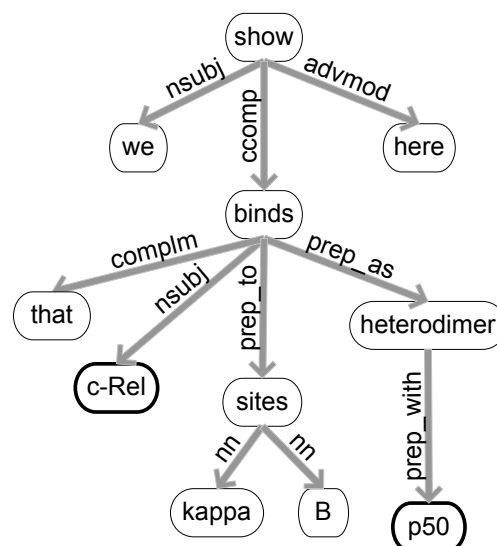 show
nsubj
advmod
ccomp
we
here
binds
complm
nsubj
prep_to
prep_as
that
heterodimer
c-Rel
sites
prep_with
nn
nn
kappa
B
p50